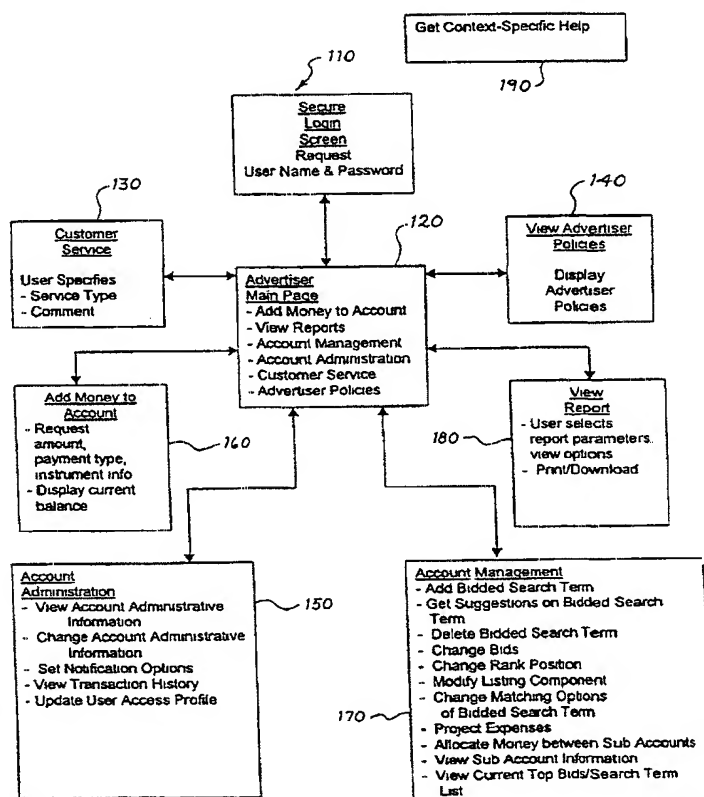 Get Context-Specific Help
190
110
Secure
Login
Screen
Request
User Name & Password
130
Customer
Service
User Specifies
- Service Type
- Comment
120
Advertiser
Main Page
- Add Money to Account
- View Reports
- Account Management
- Account Administration
- Customer Service
- Advertiser Policies
140
View Advertiser
Policies
Display
Advertiser
Policies
Add Money to
Account
- Request
amount,
payment type,
instrument info
- Display current
balance
160
View
Report
- User selects
report parameters,
view options
- Print/Download
180
Account
Administration
- View Account Administrative
Information
- Change Account Administrative
Information
- Set Notification Options
- View Transaction History
- Update User Access Profile
150
Account Management
- Add Bidded Search Term
- Get Suggestions on Bidded Search
Term
- Delete Bidded Search Term
- Change Bids
- Change Rank Position
- Modify Listing Component
- Change Matching Options
of Bidded Search Term
- Project Expenses
- Allocate Money between Sub Accounts
- View Sub Account Information
- View Current Top Bids/Search Term
List
170